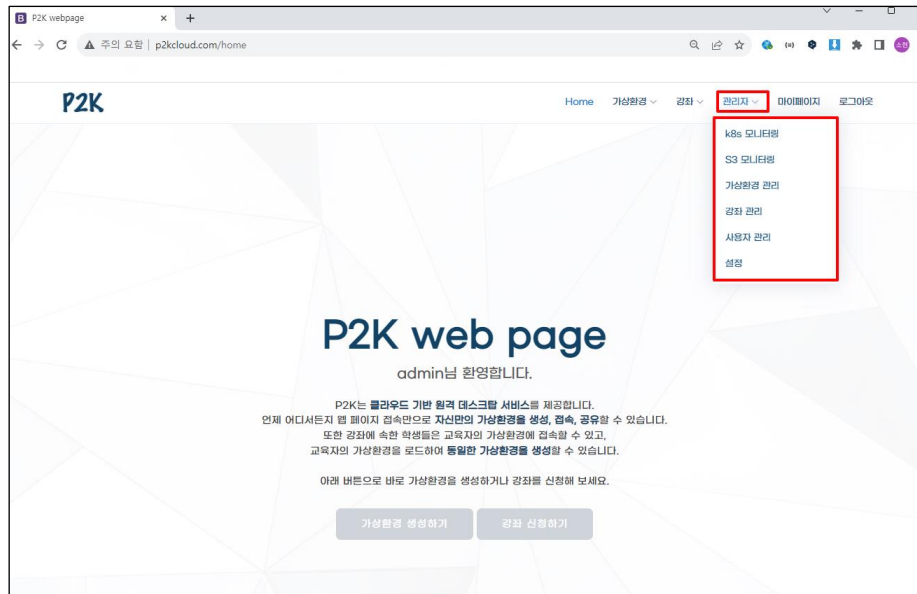 P2K webpage
주의 요함 | p2kcloud.com/home
소현
P2K
Home 가상환경 강좌 관리자 마이페이지 로그아웃
k8s 모니터링
S3 모니터링
가상환경 관리
강좌 관리
사용자 관리
설정
P2K web page
admin님 환영합니다.
P2K는 클라우드 기반 원격 데스크탑 서비스를 제공합니다.
언제 어디서든지 웹 페이지 접속만으로 자신만의 가상환경을 생성, 접속, 공유할 수 있습니다.
또한 강좌에 속한 학생들은 교육자의 가상환경에 접속할 수 있고,
교육자의 가상환경을 로드하여 동일한 가상환경을 생성할 수 있습니다.
아래 버튼으로 바로 가상환경을 생성하거나 강좌를 신청해 보세요.
가상환경 생성하기 강좌 신청하기